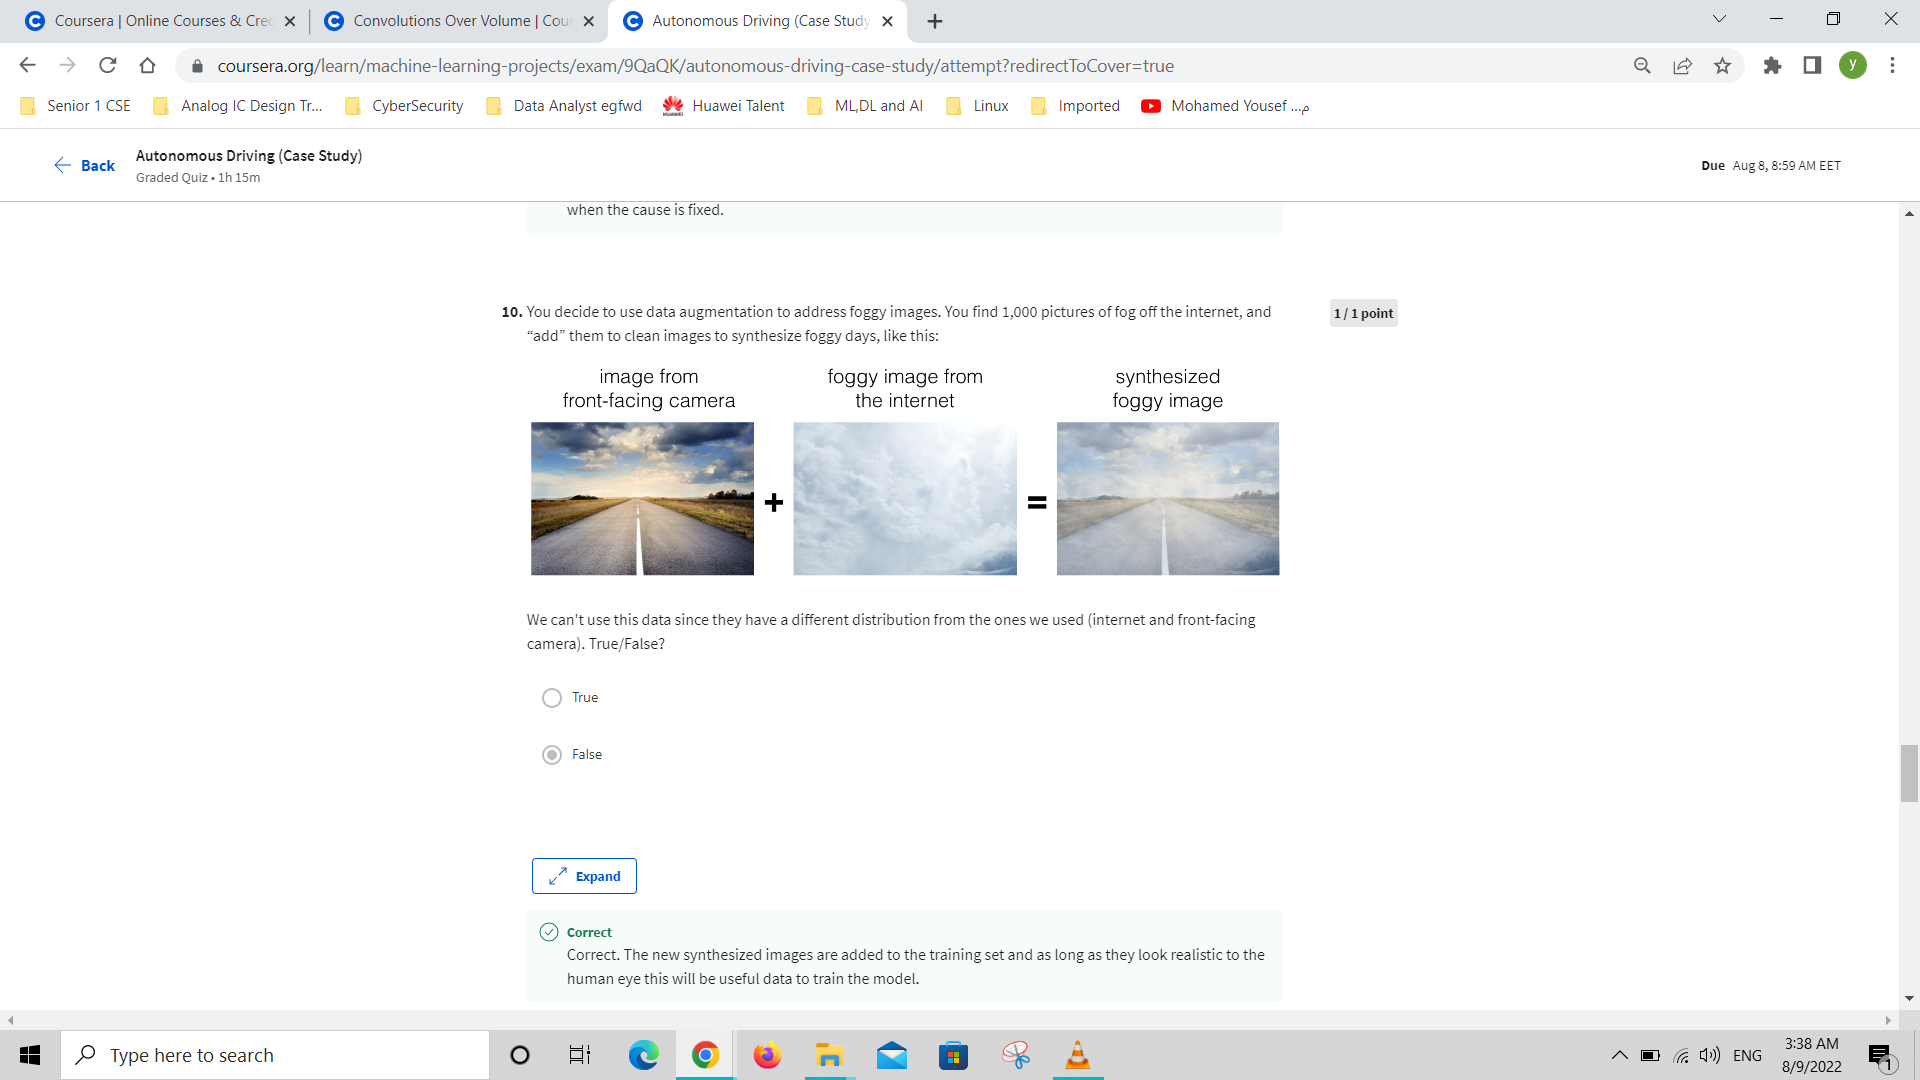 Coursera | Online Courses & Cre
Convolutions Over Volume | Cou
Autonomous Driving (Case Study
coursera.org/learn/machine-learning-projects/exam/9QaQK/autonomous-driving-case-study/attempt?redirectToCover=true
y
Senior 1 CSE
Analog IC Design Tr...
CyberSecurity
Data Analyst egfwd
HUAWEI
Huawei Talent
ML,DL and AI
Linux
Imported
Mohamed Yousef ...م
Back
Autonomous Driving (Case Study)
Graded Quiz • 1h 15m
Due Aug 8, 8:59 AM EET
when the cause is fixed.
10. You decide to use data augmentation to address foggy images. You find 1,000 pictures of fog off the internet, and
“add” them to clean images to synthesize foggy days, like this:
1 / 1 point
image from
front-facing camera
foggy image from
the internet
synthesized
foggy image
+
=
We can't use this data since they have a different distribution from the ones we used (internet and front-facing
camera). True/False?
True
False
Expand
Correct
Correct. The new synthesized images are added to the training set and as long as they look realistic to the
human eye this will be useful data to train the model.
Type here to search
ENG
3:38 AM
8/9/2022
1